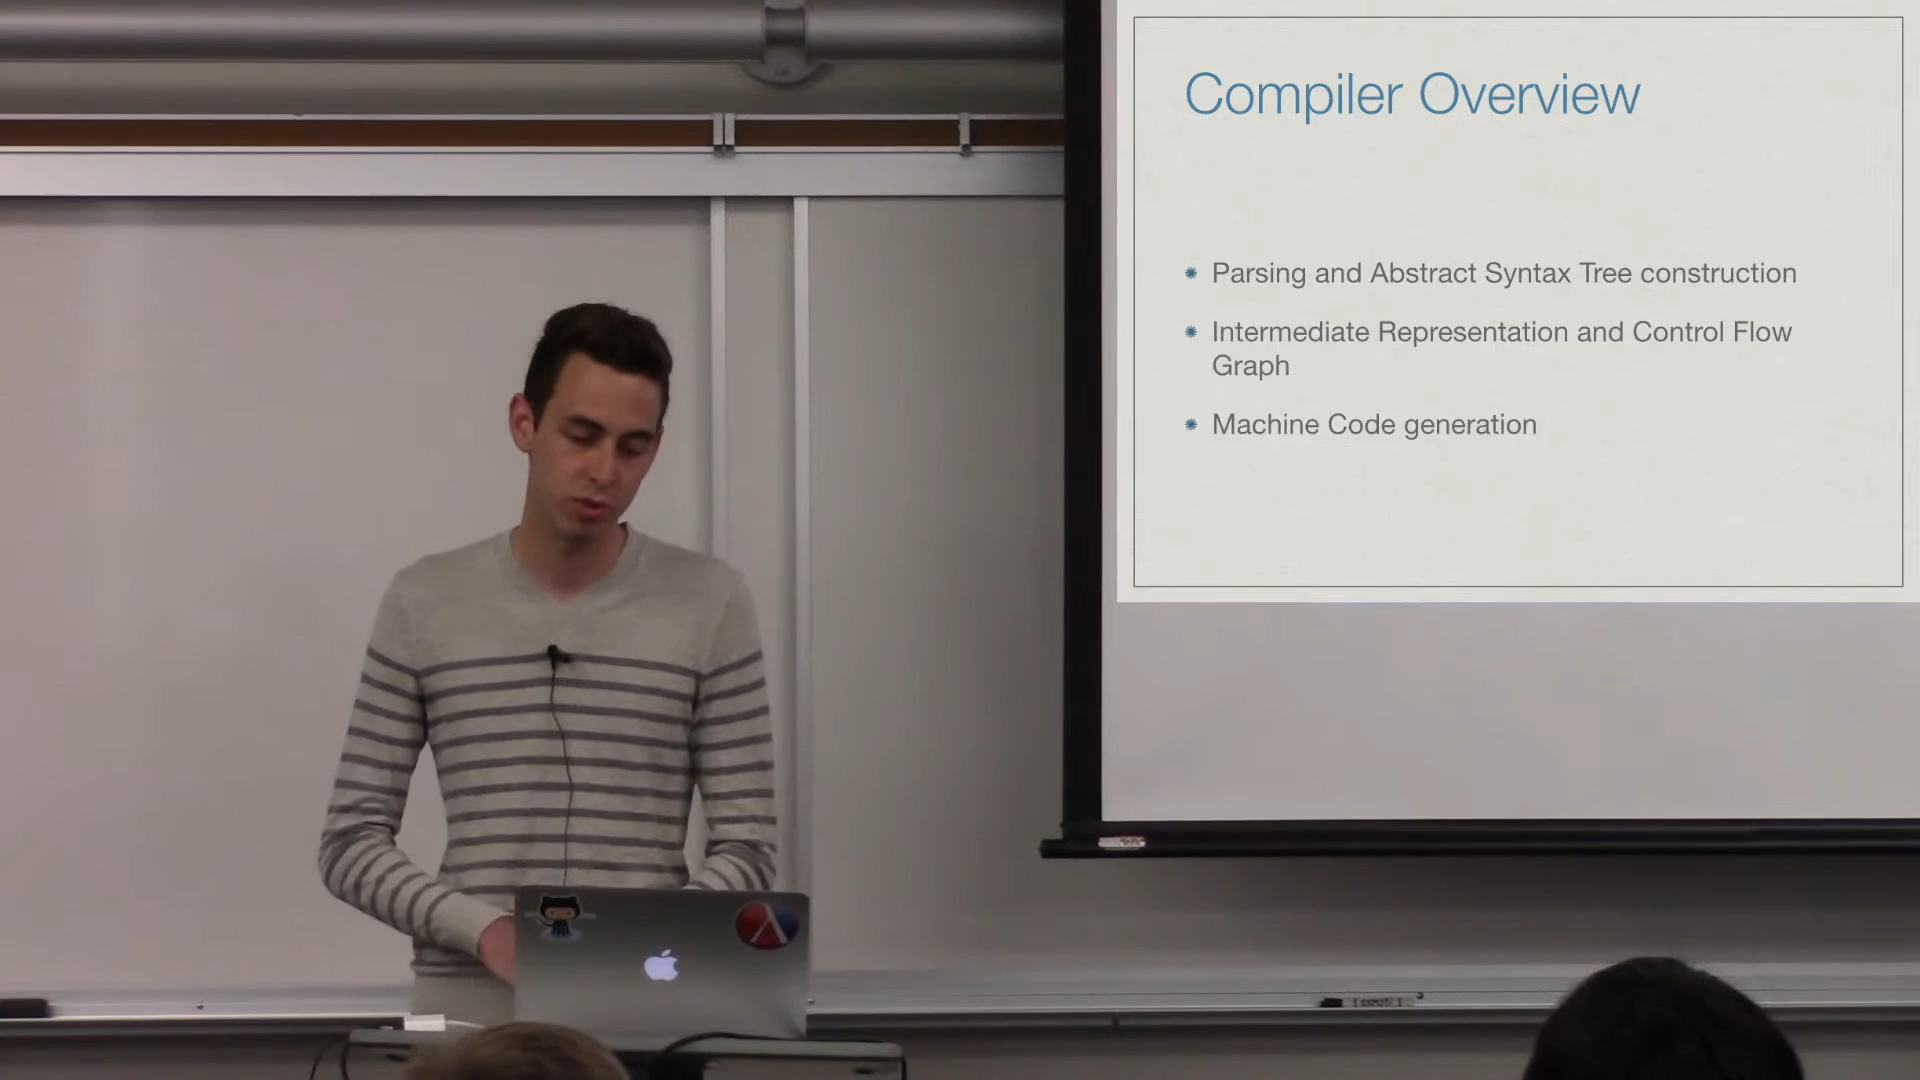 Compiler Overview
Parsing and Abstract Syntax Tree construction
Intermediate Representation and Control Flow
Graph
Machine Code generation